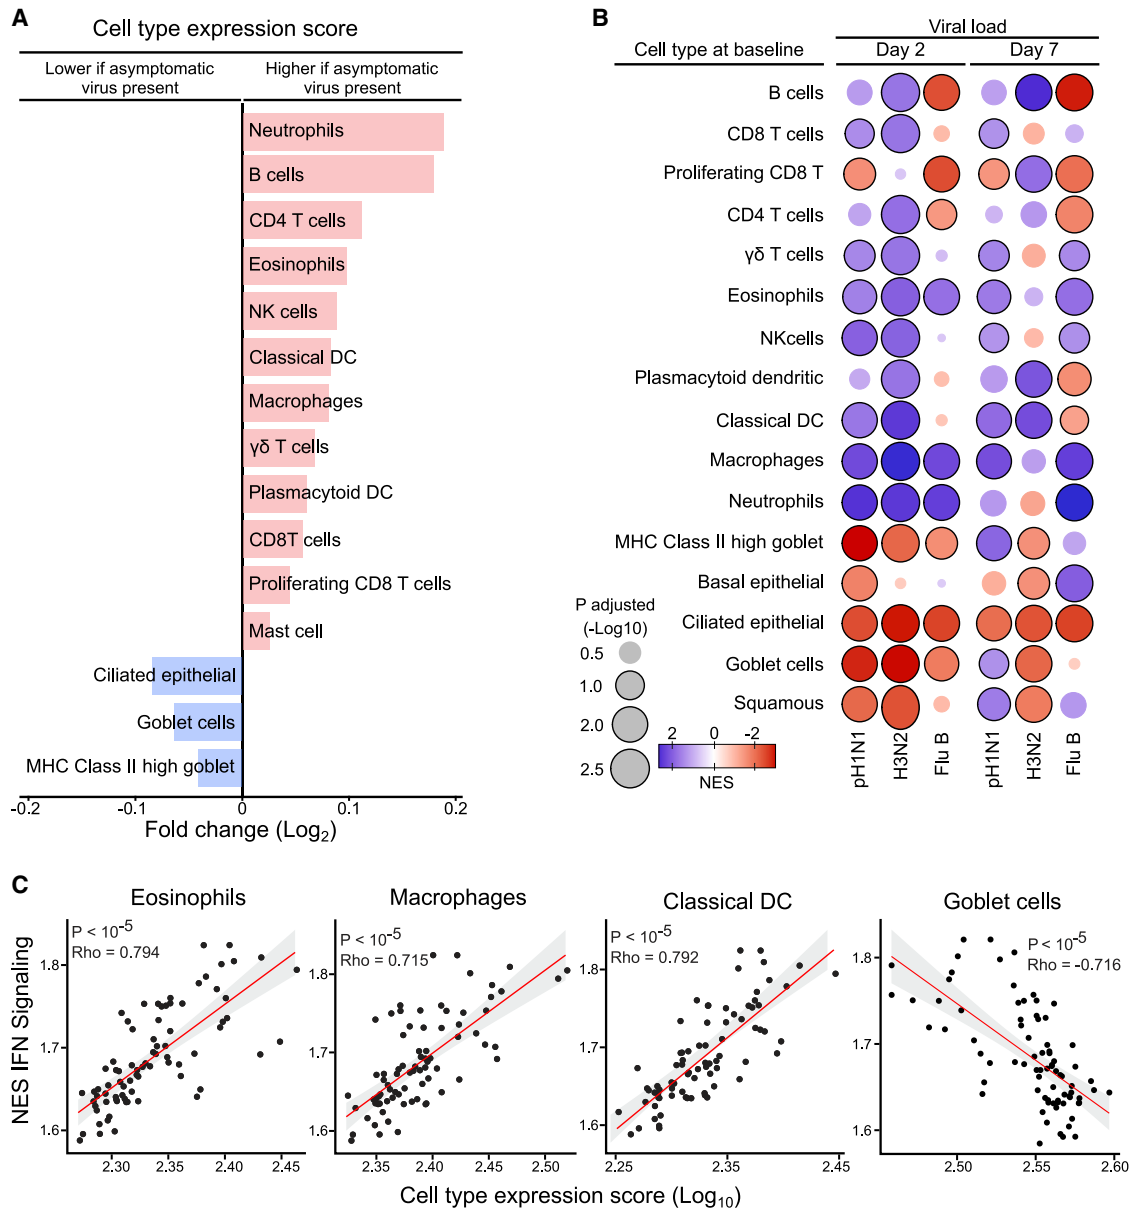 A
Cell type expression score
Lower if asymptomatic
virus present
Higher if asymptomatic
virus present
Neutrophils
B cells
CD4 T cells
Eosinophils
NK cells
Classical DC
Macrophages
γδ T cells
Plasmacytoid DC
CD8T cells
Proliferating CD8 T cells
Mast cell
Ciliated epithelial
Goblet cells
MHC Class II high goblet
-0.2 -0.1 0 0.1 0.2
Fold change (Log2)
B
Viral load
Cell type at baseline Day 2 Day 7
B cells
CD8 T cells
Proliferating CD8 T
CD4 T cells
γδ T cells
Eosinophils
NKcells
Plasmacytoid dendritic
Classical DC
Macrophages
Neutrophils
MHC Class II high goblet
Basal epithelial
Ciliated epithelial
Goblet cells
Squamous
P adjusted
(-Log10)
0.5
1.0
2.0
2.5
2 0 -2
NES
pH1N1 H3N2 Flu B pH1N1 H3N2 Flu B
C
NES IFN Signaling
Eosinophils
P < 10-5
Rho = 0.794
1.8
1.7
1.6
2.30 2.35 2.40 2.45
Macrophages
P < 10-5
Rho = 0.715
1.8
1.7
1.6
2.35 2.40 2.45 2.50
Classical DC
P < 10-5
Rho = 0.792
1.8
1.7
1.6
2.25 2.30 2.35 2.40 2.45
Goblet cells
P < 10-5
Rho = -0.716
1.8
1.7
1.6
2.50 2.55 2.60
Cell type expression score (Log10)